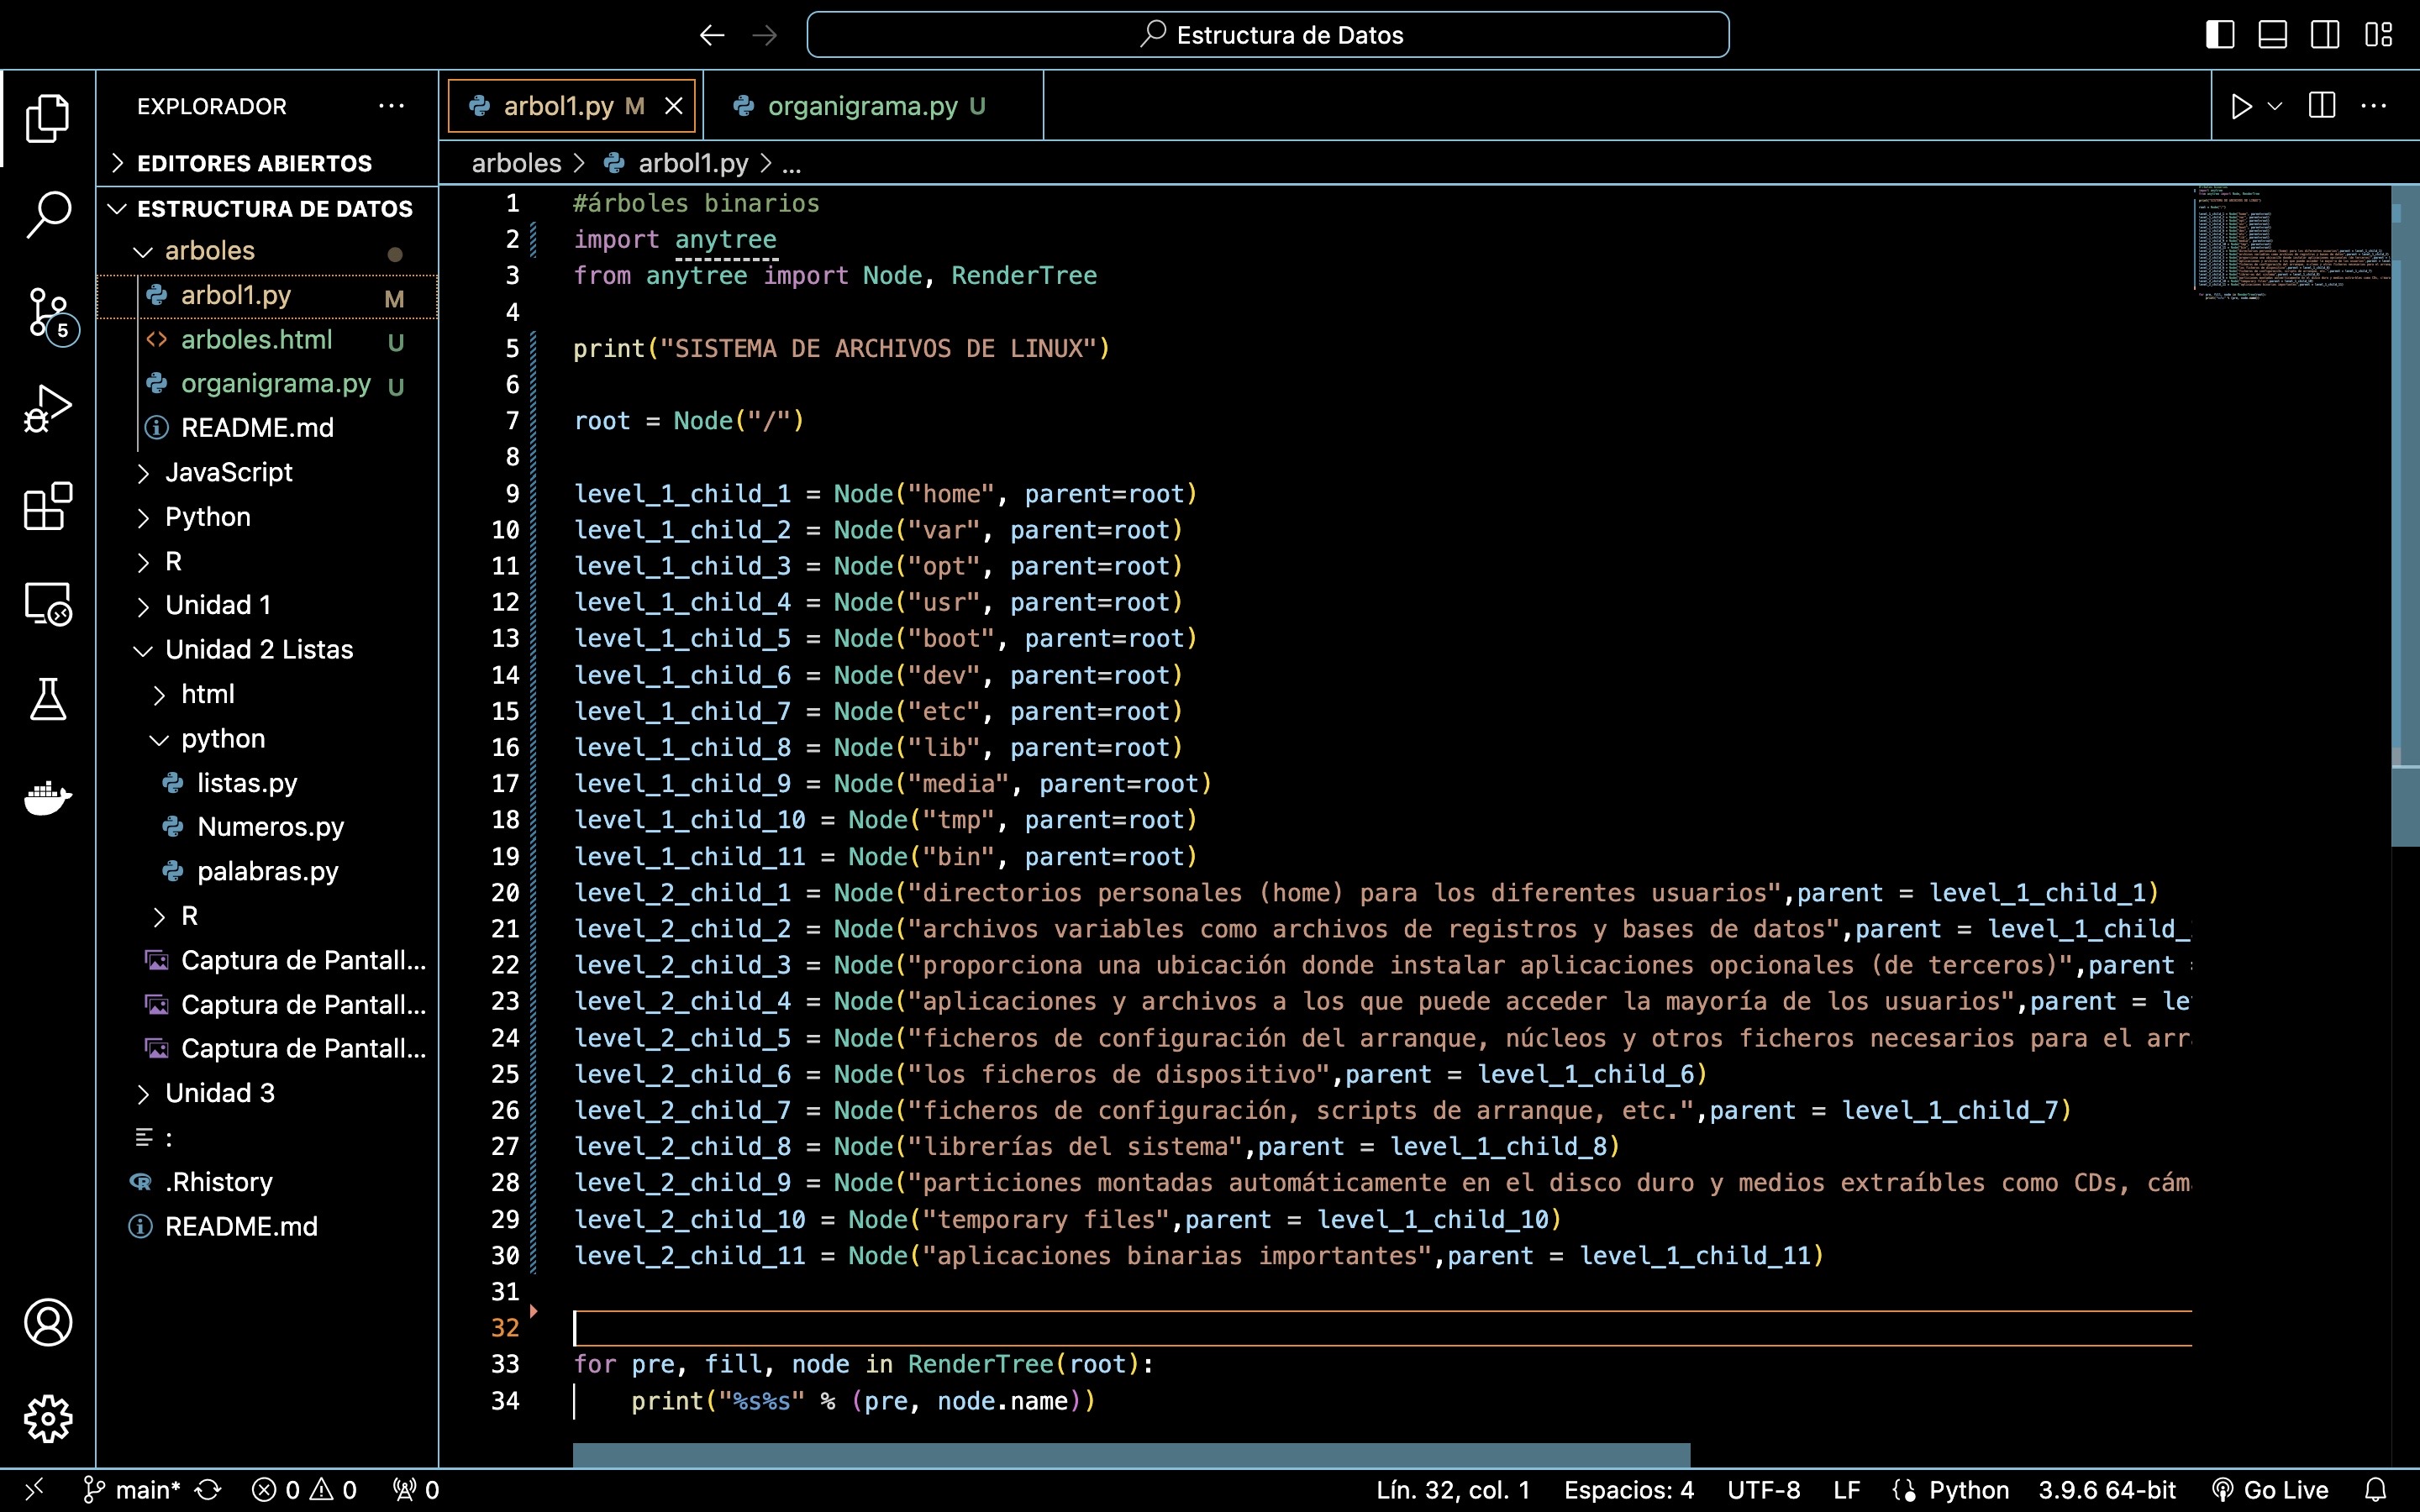 Estructura de Datos
EXPLORADOR
EDITORES ABIERTOS
ESTRUCTURA DE DATOS
arboles
arbol1.py M
arboles.html U
organigrama.py U
README.md
JavaScript
Python
R
Unidad 1
Unidad 2 Listas
html
python
listas.py
Numeros.py
palabras.py
R
Captura de Pantall...
Captura de Pantall...
Captura de Pantall...
Unidad 3
:
.Rhistory
README.md
5
arbol1.py M
organigrama.py U
arboles > arbol1.py > ...
1 #árboles binarios
2 import anytree
3 from anytree import Node, RenderTree
4
5 print("SISTEMA DE ARCHIVOS DE LINUX")
6
7 root = Node("/")
8
9 level_1_child_1 = Node("home", parent=root)
10 level_1_child_2 = Node("var", parent=root)
11 level_1_child_3 = Node("opt", parent=root)
12 level_1_child_4 = Node("usr", parent=root)
13 level_1_child_5 = Node("boot", parent=root)
14 level_1_child_6 = Node("dev", parent=root)
15 level_1_child_7 = Node("etc", parent=root)
16 level_1_child_8 = Node("lib", parent=root)
17 level_1_child_9 = Node("media", parent=root)
18 level_1_child_10 = Node("tmp", parent=root)
19 level_1_child_11 = Node("bin", parent=root)
20 level_2_child_1 = Node("directorios personales (home) para los diferentes usuarios",parent = level_1_child_1)
21 level_2_child_2 = Node("archivos variables como archivos de registros y bases de datos",parent = level_1_child_
22 level_2_child_3 = Node("proporciona una ubicación donde instalar aplicaciones opcionales (de terceros)",parent =
23 level_2_child_4 = Node("aplicaciones y archivos a los que puede acceder la mayoría de los usuarios",parent = le
24 level_2_child_5 = Node("ficheros de configuración del arranque, núcleos y otros ficheros necesarios para el arr
25 level_2_child_6 = Node("los ficheros de dispositivo",parent = level_1_child_6)
26 level_2_child_7 = Node("ficheros de configuración, scripts de arranque, etc.",parent = level_1_child_7)
27 level_2_child_8 = Node("librerías del sistema",parent = level_1_child_8)
28 level_2_child_9 = Node("particiones montadas automáticamente en el disco duro y medios extraíbles como CDs, cám
29 level_2_child_10 = Node("temporary files",parent = level_1_child_10)
30 level_2_child_11 = Node("aplicaciones binarias importantes",parent = level_1_child_11)
31
32
33 for pre, fill, node in RenderTree(root):
34     print("%s%s" % (pre, node.name))
main* 0 0 0 Lín. 32, col. 1 Espacios: 4 UTF-8 LF Python 3.9.6 64-bit Go Live